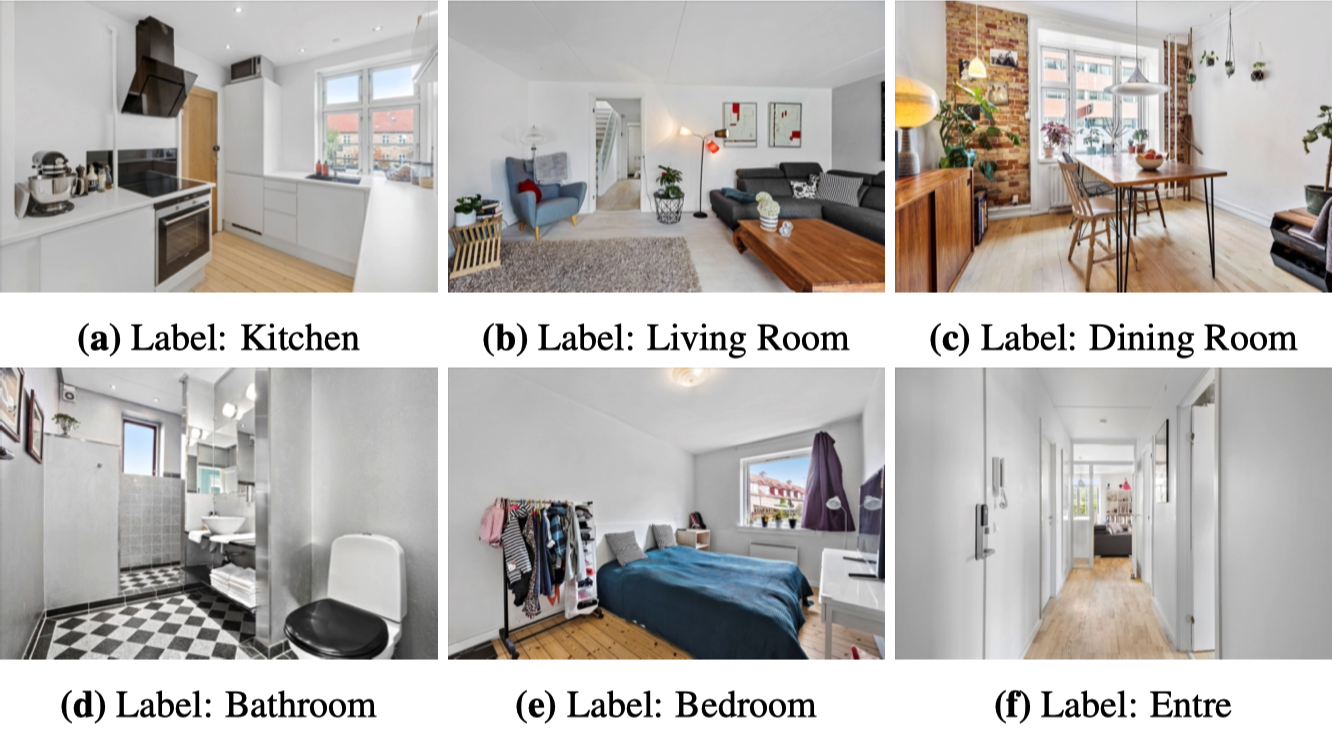 (a) Label: Kitchen
(b) Label: Living Room
(c) Label: Dining Room
(d) Label: Bathroom
(e) Label: Bedroom
(f) Label: Entre